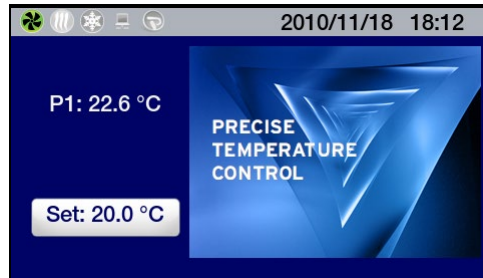 2010/11/18 18:12
P1: 22.6 °C
PRECISE
TEMPERATURE
CONTROL
Set: 20.0 °C